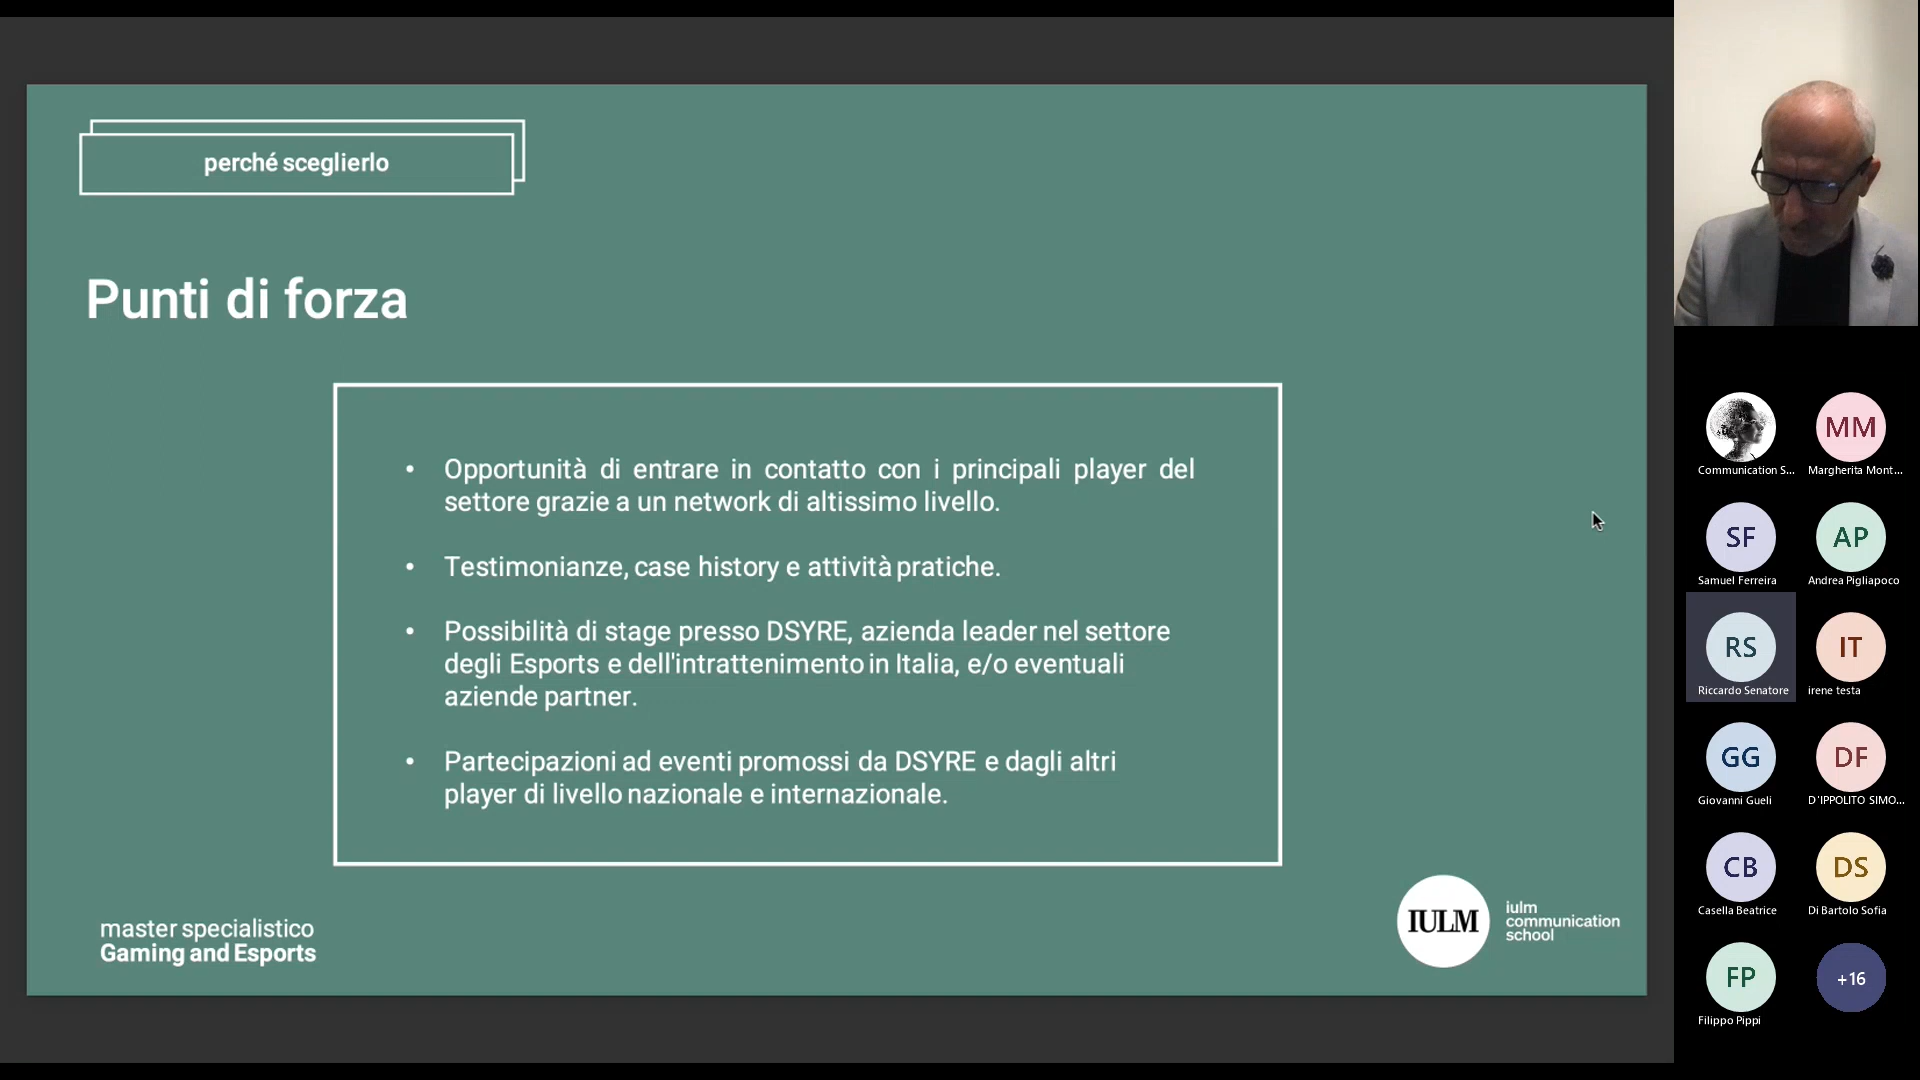 perché sceglierlo
Punti di forza
• Opportunità di entrare in contatto con i principali player del
settore grazie a un network di altissimo livello.
• Testimonianze, case history e attività pratiche.
• Possibilità di stage presso DSYRE, azienda leader nel settore
degli Esports e dell'intrattenimento in Italia, e/o eventuali
aziende partner.
• Partecipazioni ad eventi promossi da DSYRE e dagli altri
player di livello nazionale e internazionale.
master specialistico
Gaming and Esports
IULM
iulm
communication
school
Communication S...
MM
Margherita Mont...
SF
Samuel Ferreira
AP
Andrea Pigliapoco
RS
Riccardo Senatore
IT
irene testa
GG
Giovanni Gueli
DF
D'IPPOLITO SIMO...
CB
Casella Beatrice
DS
Di Bartolo Sofia
FP
Filippo Pippi
+16